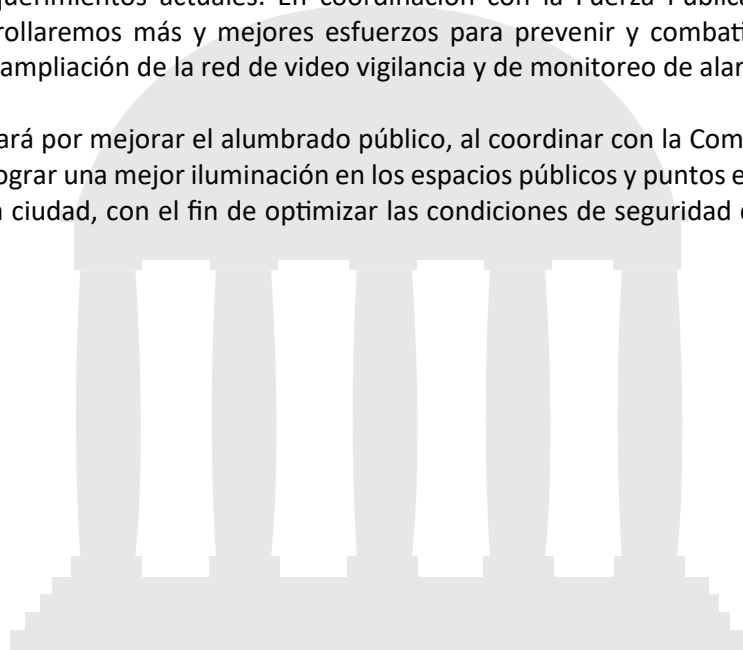 querimientos actuales. En coordinación con la Fuerza Pública
rollaremos más y mejores esfuerzos para prevenir y combati
ampliación de la red de video vigilancia y de monitoreo de alar
ará por mejorar el alumbrado público, al coordinar con la Com
ograr una mejor iluminación en los espacios públicos y puntos e
ciudad, con el fin de optimizar las condiciones de seguridad